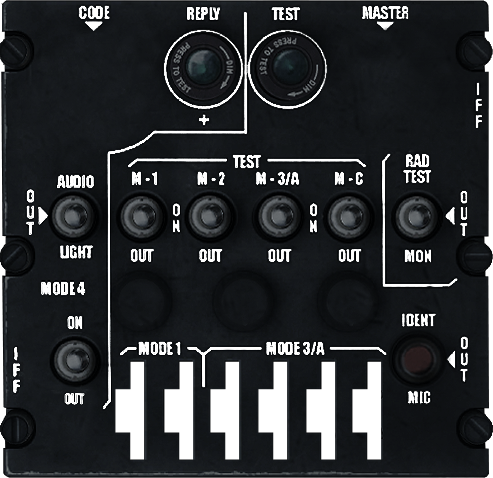 CODE REPLY TEST MASTER
PRESS TO TEST DIM
PRESS TO TEST DIM
IFF
TEST
RAD
TEST
AUDIO M-1 M-2 M-3/A M-C
OUT ON ON OUT
LIGHT OUT OUT OUT OUT MON
MODE 4
ON
IDENT
IFF
MODE 1 MODE 3/A
OUT
OUT MIC